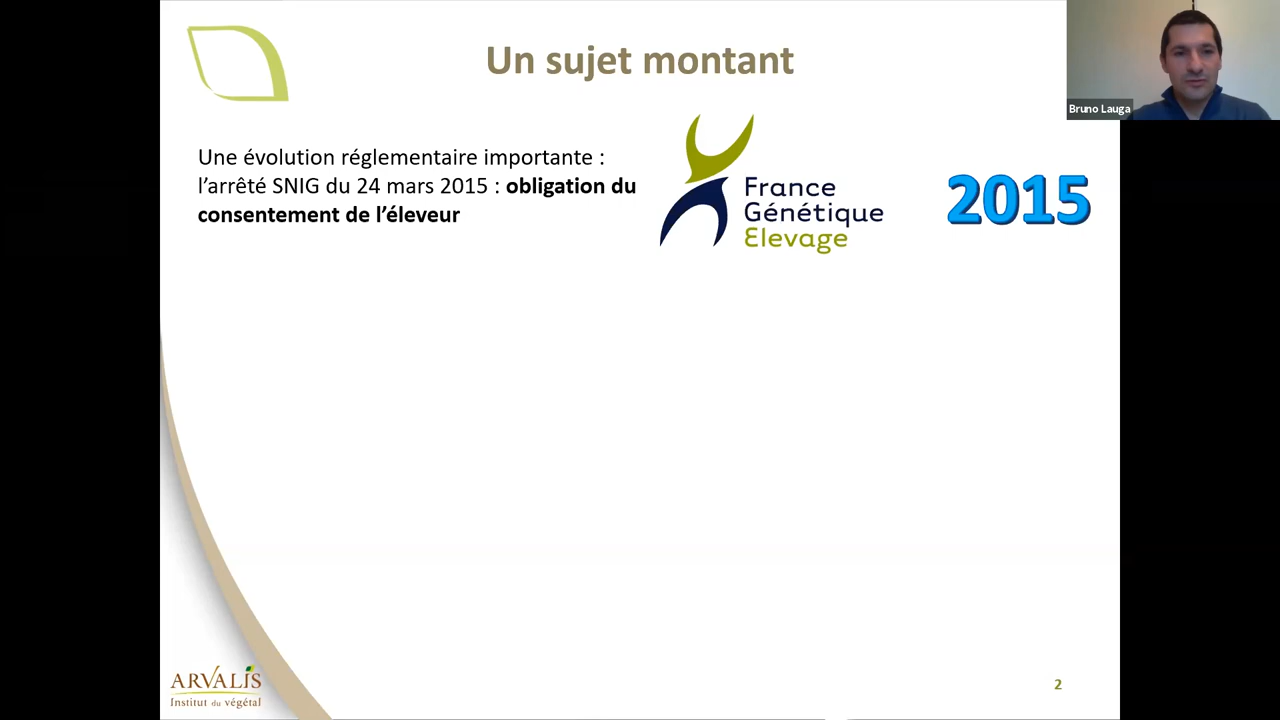 Un sujet montant
Bruno Lauga
Une évolution réglementaire importante :
l’arrêté SNIG du 24 mars 2015 : obligation du
consentement de l’éleveur
France
Génétique
Elevage
2015
ARVALIS
Institut du végétal
2